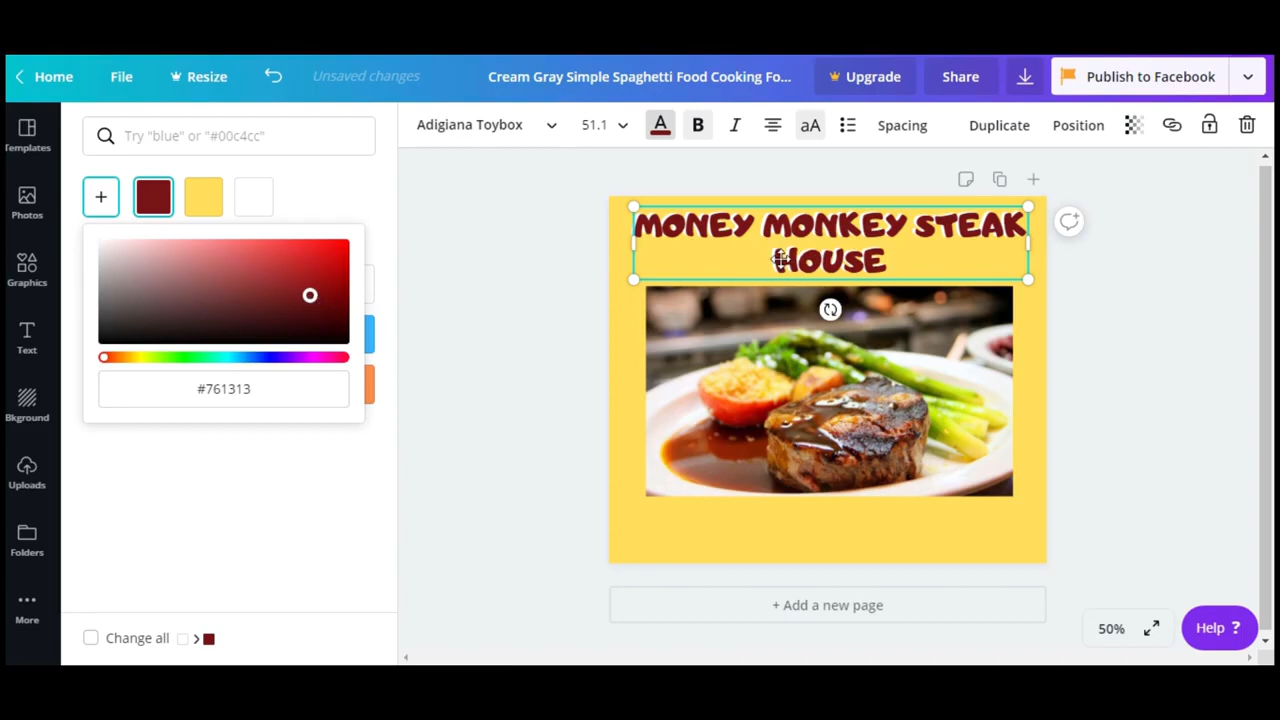 Home File Resize Unsaved changes Cream Gray Simple Spaghetti Food Cooking Fo... Upgrade Share Publish to Facebook
Try "blue" or "#00c4cc"
Adigiana Toybox 51.1 A B I aA Spacing Duplicate Position
Templates
Photos
Graphics
Text
Bkground
Uploads
Folders
More
#761313
Change all
MONEY MONKEY STEAK
HOUSE
+ Add a new page
50%
Help ?